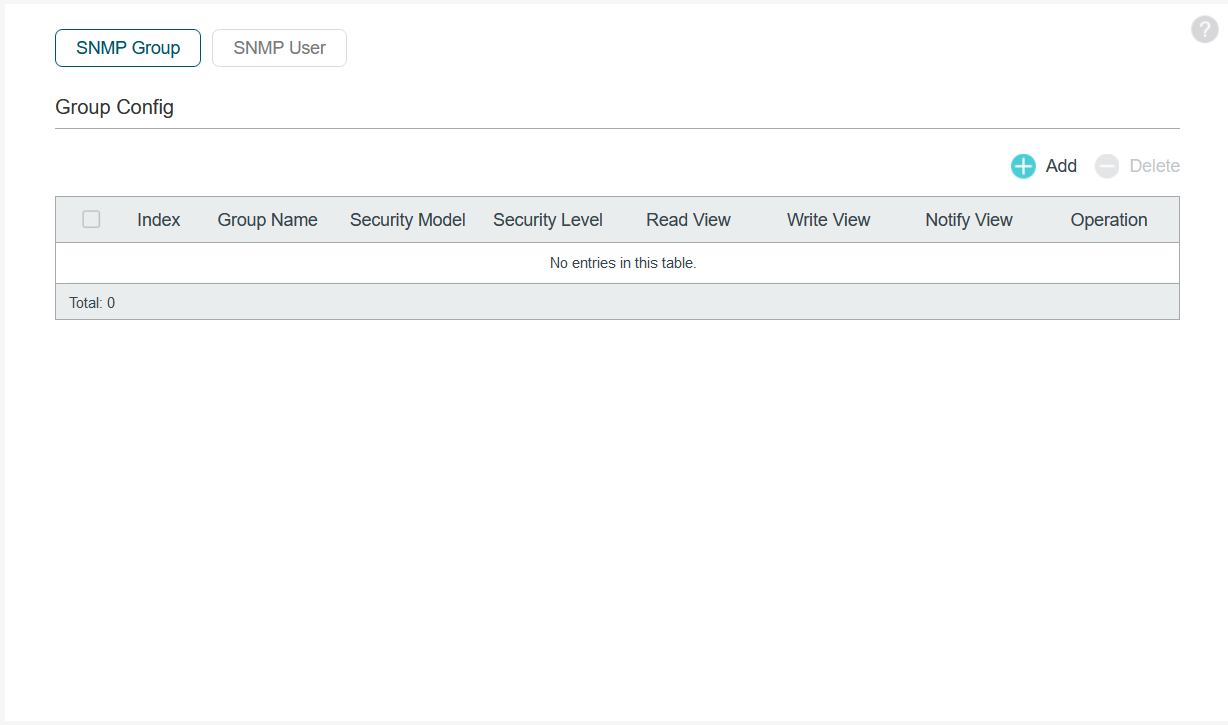 ?
SNMP Group SNMP User
Group Config
Add Delete
Index Group Name Security Model Security Level Read View Write View Notify View Operation
No entries in this table.
Total: 0